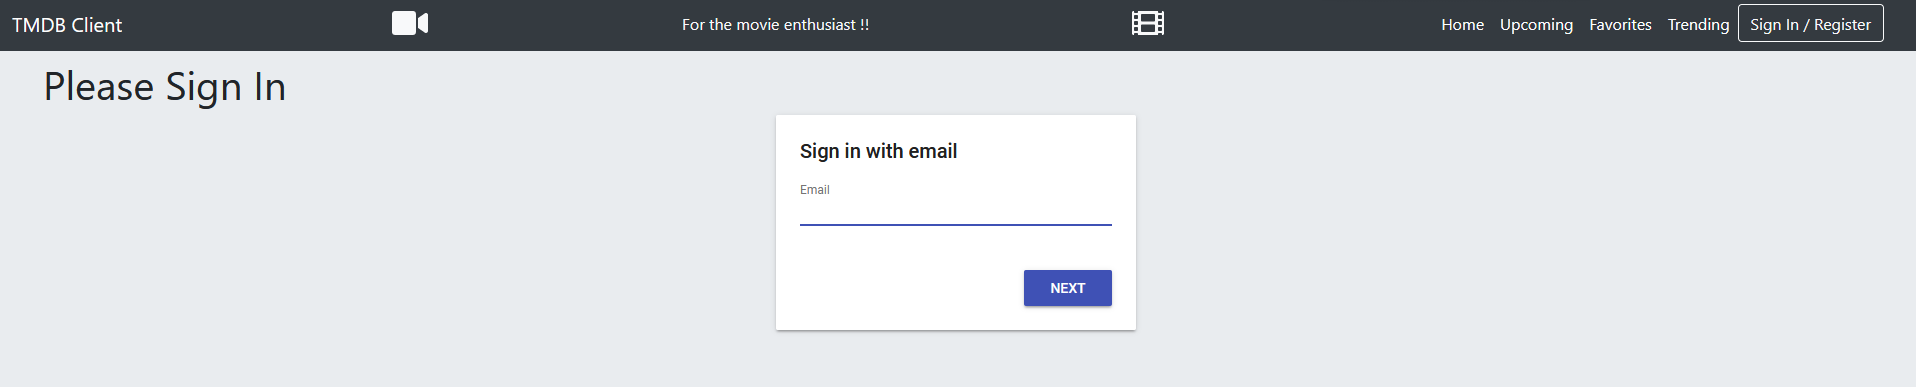 TMDB Client For the movie enthusiast !! Home Upcoming Favorites Trending Sign In / Register
Please Sign In
Sign in with email
Email
NEXT